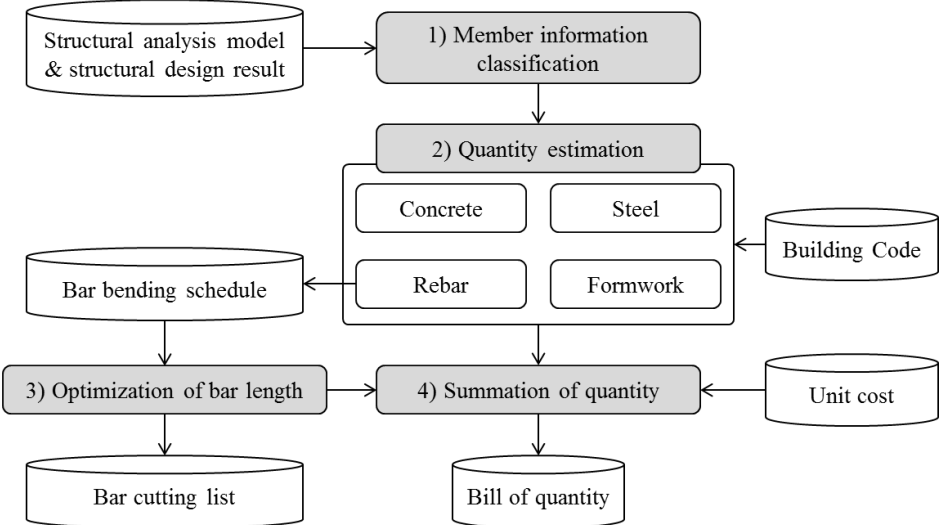 Structural analysis model
& structural design result
1) Member information
classification
2) Quantity estimation
Concrete
Steel
Rebar
Formwork
Building Code
Bar bending schedule
3) Optimization of bar length
4) Summation of quantity
Unit cost
Bar cutting list
Bill of quantity